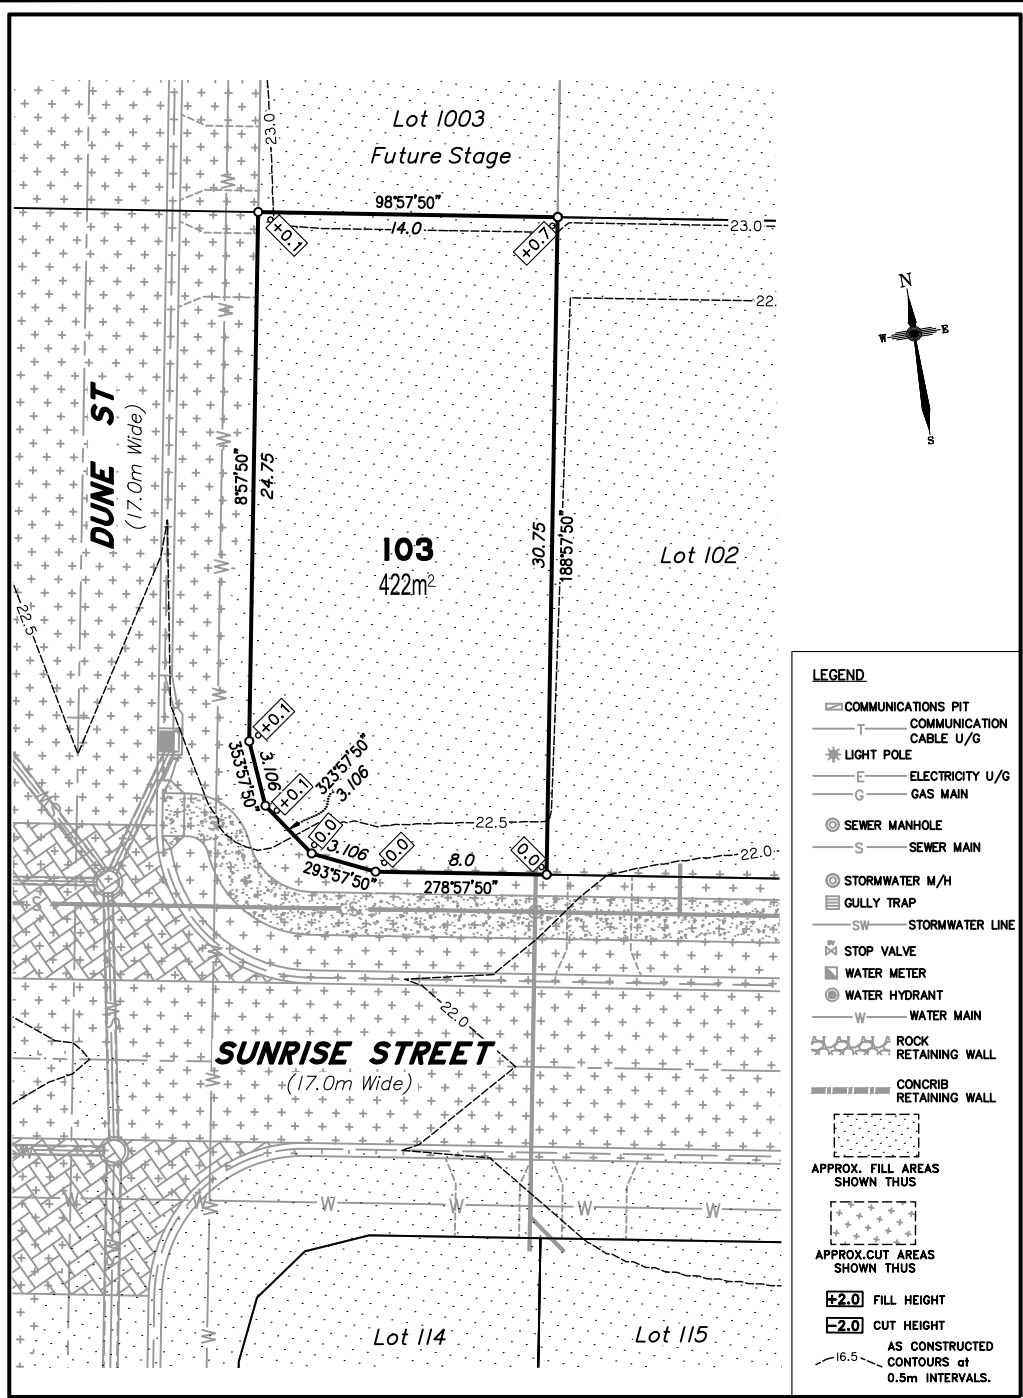 Lot 1003
Future Stage
23.0
98°57'50"
14.0
+0.1
+0.7
23.0
22.
N
W
E
S
DUNE ST
(17.0m Wide)
8°57'50"
24.75
103
422m²
30.75
188°57'50"
Lot 102
22.5
+0.1
353°57'50"
3.106
+0.1
323°57'50"
3.106
0.0
3.106
293°57'50"
0.0
22.5
8.0
278°57'50"
0.0
22.0
22.0
SUNRISE STREET
(17.0m Wide)
W
W
W
W
Lot 114
Lot 115
LEGEND
COMMUNICATIONS PIT
T
COMMUNICATION
CABLE U/G
LIGHT POLE
E
ELECTRICITY U/G
G
GAS MAIN
SEWER MANHOLE
S
SEWER MAIN
STORMWATER M/H
GULLY TRAP
SW
STORMWATER LINE
SV
STOP VALVE
WATER METER
WATER HYDRANT
W
WATER MAIN
ROCK
RETAINING WALL
CONCRIB
RETAINING WALL
APPROX. FILL AREAS
SHOWN THUS
APPROX.CUT AREAS
SHOWN THUS
+2.0 FILL HEIGHT
-2.0 CUT HEIGHT
16.5
AS CONSTRUCTED
CONTOURS at
0.5m INTERVALS.